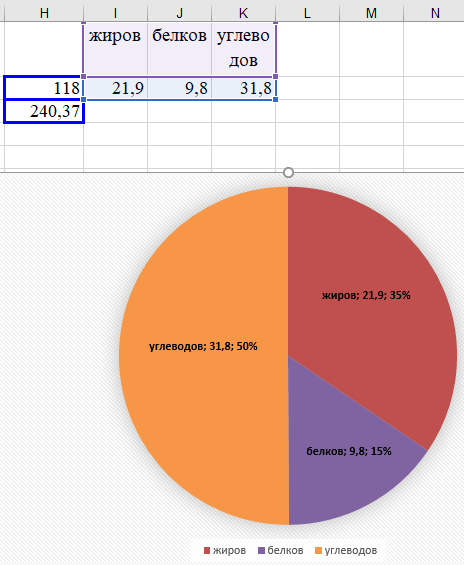 H I J K L M N
жиров белков углево
дов
118 21,9 9,8 31,8
240,37
жиров; 21,9; 35%
углеводов; 31,8; 50%
белков; 9,8; 15%
жиров белков углеводов